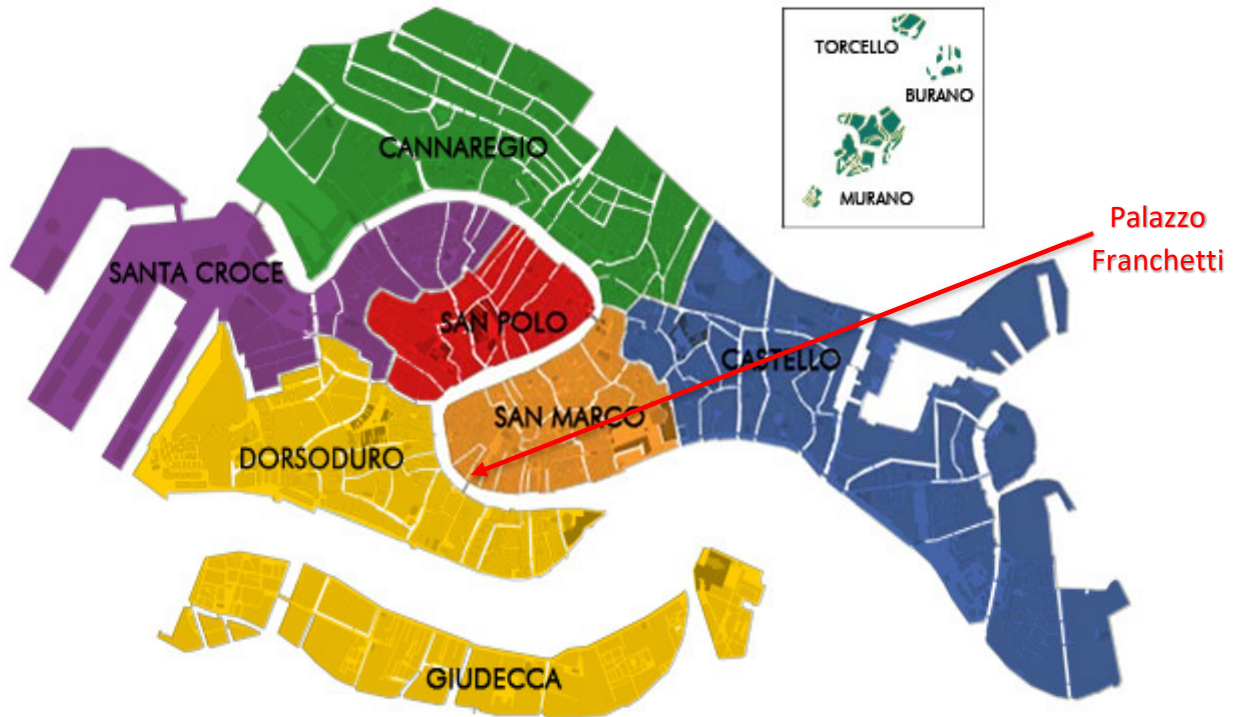 TORCELLO
BURANO
CANNAREGIO
MURANO
Palazzo
Franchetti
SANTA CROCE
SAN POLO
CASTELLO
SAN MARCO
DORSODURO
GIUDECCA